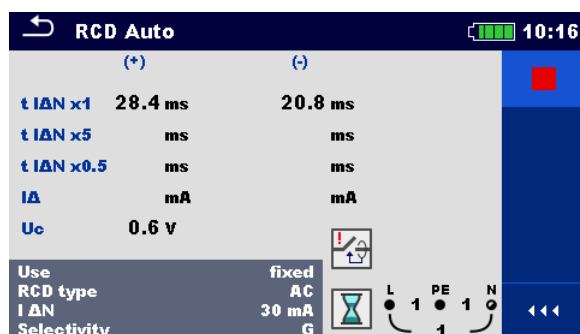 RCD Auto 10:16
(+) (-)
t IΔN x1 28.4 ms 20.8 ms
t IΔN x5 ms ms
t IΔN x0.5 ms ms
IΔ mA mA
Uc 0.6 V
!
Use fixed
RCD type AC
I ΔN 30 mA
Selectivity G
L PE N
1 1
1